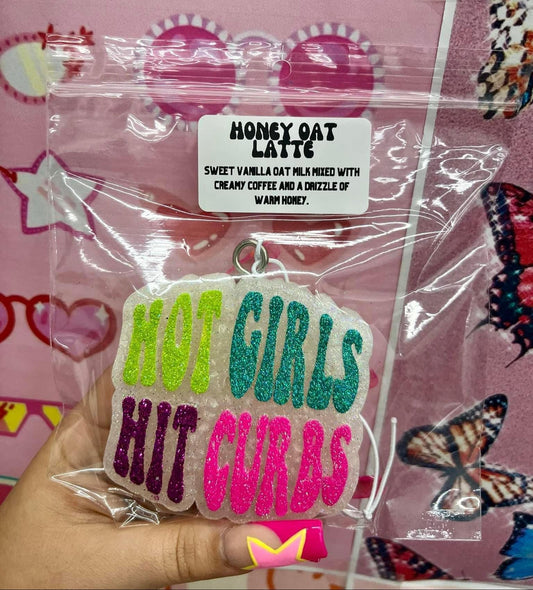 HONEY OAT
LATTE
SWEET VANILLA OAT MILK MIXED WITH
CREAMY COFFEE AND A DRIZZLE OF
WARM HONEY.
HOT GIRLS
HIT CURBS